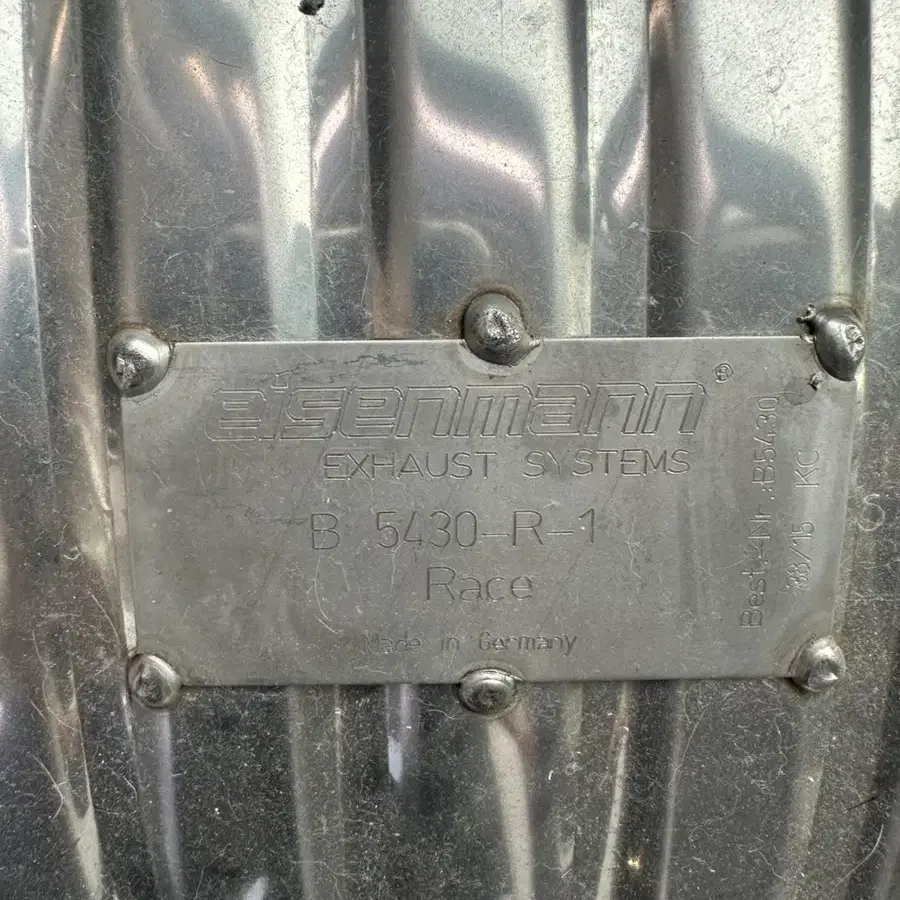 eisenmann®
EXHAUST SYSTEMS
B 5430-R-1
Race
Made in Germany
Best.-Nr.:B5430
38/15 KC
S